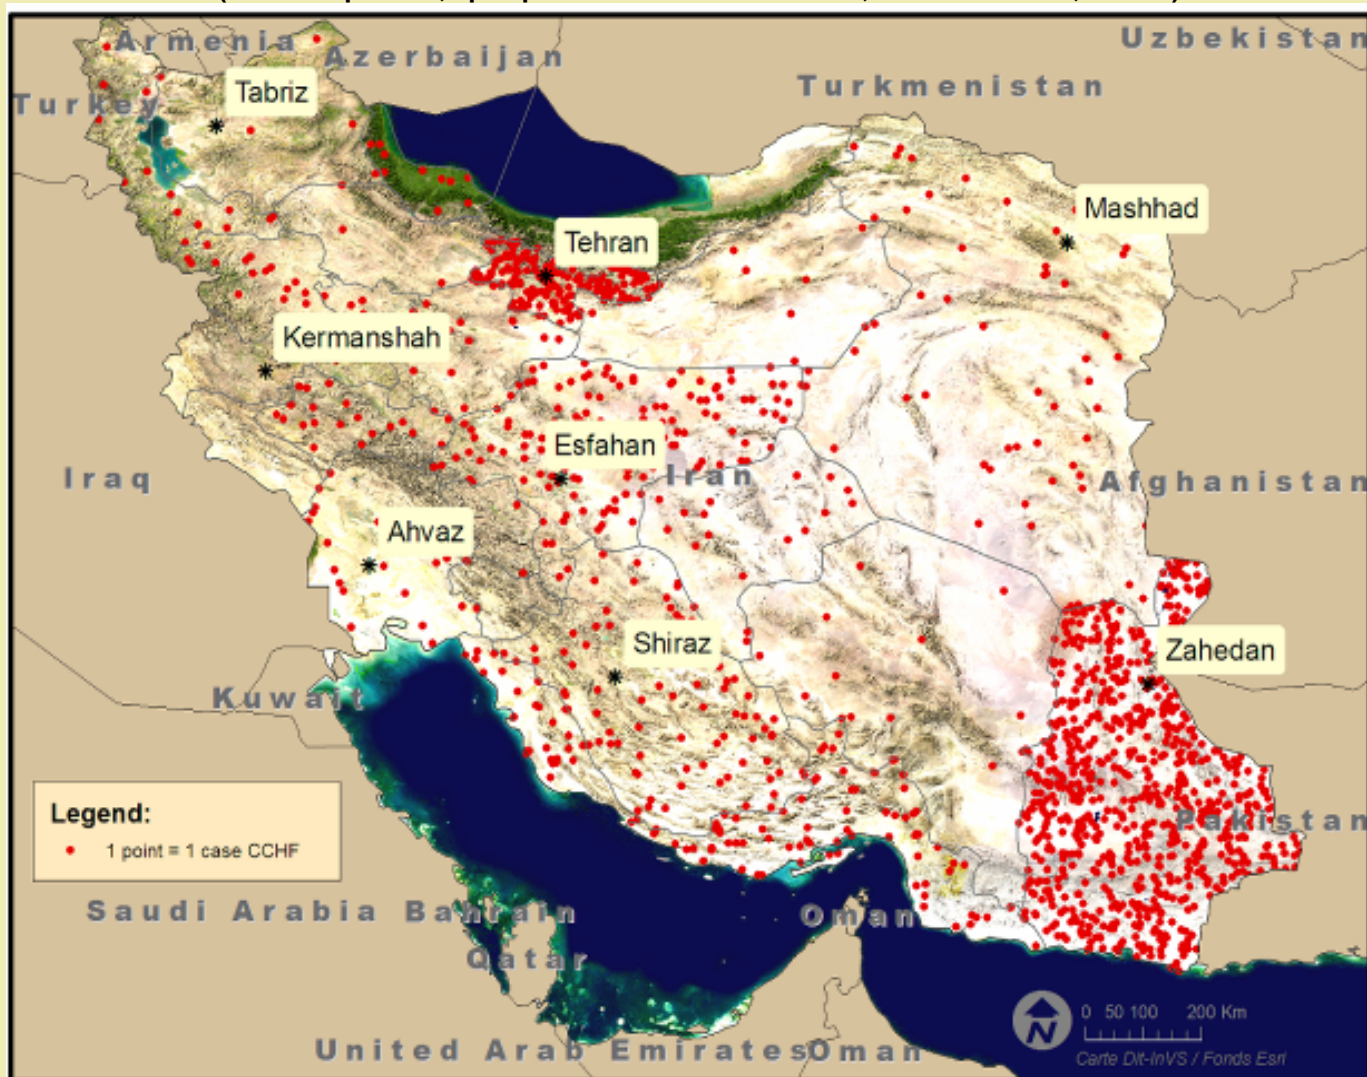 Armenia
Azerbaijan
Uzbekistan
Turkmenistan
Turkey
Tabriz
Mashhad
Tehran
Kermanshah
Esfahan
Iraq
Iran
Afghanistan
Ahvaz
Shiraz
Zahedan
Kuwait
Legend:
1 point = 1 case CCHF
Pakistan
Saudi Arabia
Bahrain
Oman
Qatar
0 50 100 200 Km
N
United Arab Emirates
Oman
Carte Dit-InVS / Fonds Esri